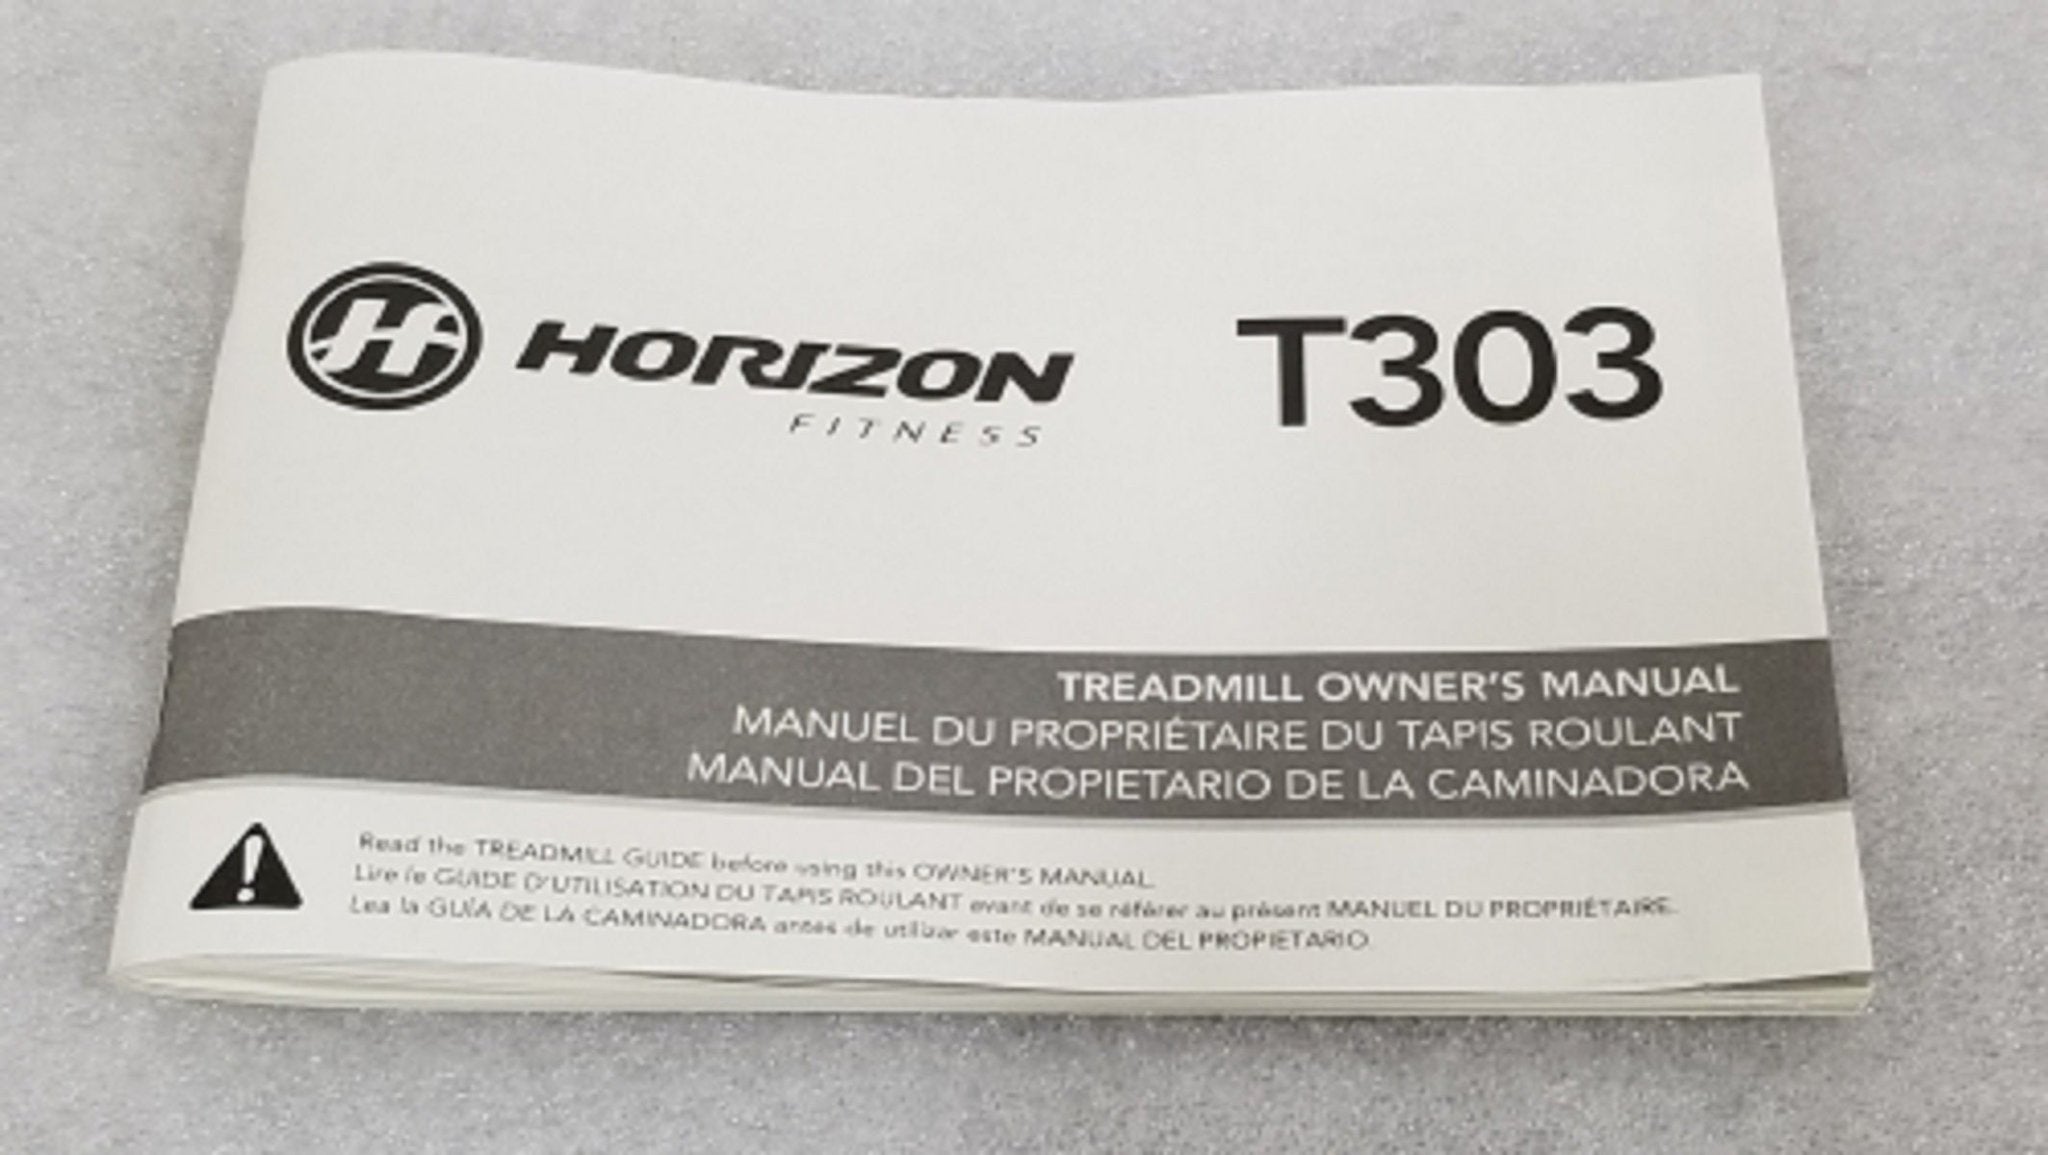 HORIZON
FITNESS
T303
TREADMILL OWNER'S MANUAL
MANUEL DU PROPRIÉTAIRE DU TAPIS ROULANT
MANUAL DEL PROPIETARIO DE LA CAMINADORA
Read the TREADMILL GUIDE before using this OWNER'S MANUAL.
Lire le GUIDE D'UTILISATION DU TAPIS ROULANT avant de se référer au présent MANUEL DU PROPRIÉTAIRE.
Lea la GUÍA DE LA CAMINADORA antes de utilizar este MANUAL DEL PROPIETARIO.